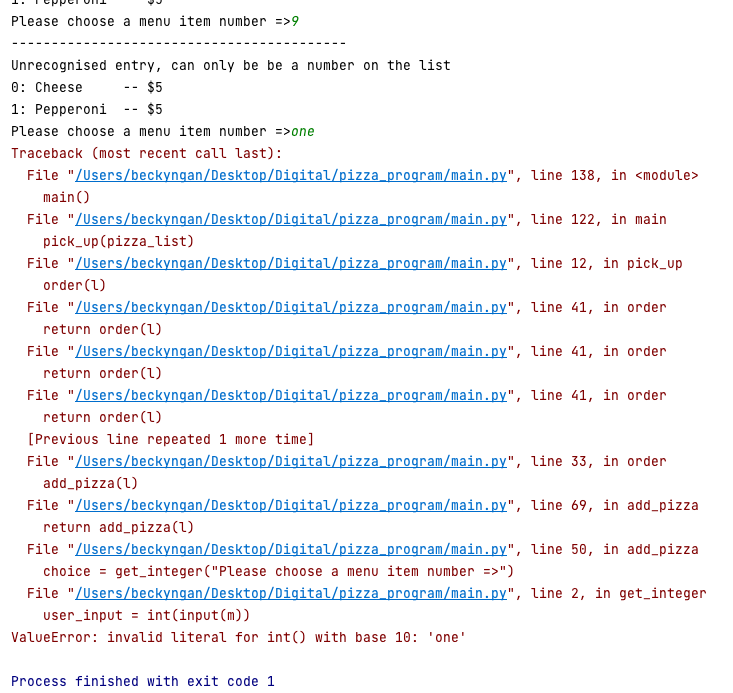 1: Pepperoni  -- $5
Please choose a menu item number =>9
------------------------------------------
Unrecognised entry, can only be be a number on the list
0: Cheese     -- $5
1: Pepperoni  -- $5
Please choose a menu item number =>one
Traceback (most recent call last):
  File "/Users/beckyngan/Desktop/Digital/pizza_program/main.py", line 138, in <module>
    main()
  File "/Users/beckyngan/Desktop/Digital/pizza_program/main.py", line 122, in main
    pick_up(pizza_list)
  File "/Users/beckyngan/Desktop/Digital/pizza_program/main.py", line 12, in pick_up
    order(l)
  File "/Users/beckyngan/Desktop/Digital/pizza_program/main.py", line 41, in order
    return order(l)
  File "/Users/beckyngan/Desktop/Digital/pizza_program/main.py", line 41, in order
    return order(l)
  File "/Users/beckyngan/Desktop/Digital/pizza_program/main.py", line 41, in order
    return order(l)
  [Previous line repeated 1 more time]
  File "/Users/beckyngan/Desktop/Digital/pizza_program/main.py", line 33, in order
    add_pizza(l)
  File "/Users/beckyngan/Desktop/Digital/pizza_program/main.py", line 69, in add_pizza
    return add_pizza(l)
  File "/Users/beckyngan/Desktop/Digital/pizza_program/main.py", line 50, in add_pizza
    choice = get_integer("Please choose a menu item number =>")
  File "/Users/beckyngan/Desktop/Digital/pizza_program/main.py", line 2, in get_integer
    user_input = int(input(m))
ValueError: invalid literal for int() with base 10: 'one'

Process finished with exit code 1